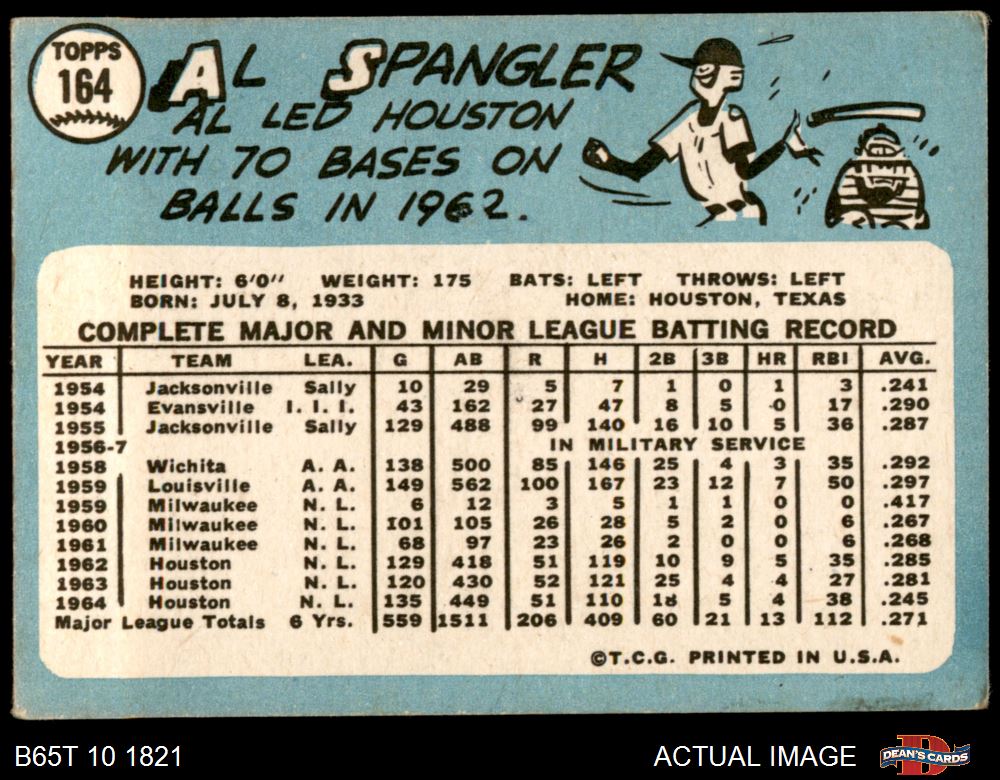 TOPPS
164
AL SPANGLER
AL LED HOUSTON
WITH 70 BASES ON
BALLS IN 1962.
HEIGHT: 6'0" WEIGHT: 175 BATS: LEFT THROWS: LEFT
BORN: JULY 8, 1933 HOME: HOUSTON, TEXAS
COMPLETE MAJOR AND MINOR LEAGUE BATTING RECORD
YEAR TEAM LEA. G AB R H 2B 3B HR RBI AVG.
1954 Jacksonville Sally 10 29 5 7 1 0 1 3 .241
1954 Evansville I. I. I. 43 162 27 47 8 5 0 17 .290
1955 Jacksonville Sally 129 488 99 140 16 10 5 36 .287
1956-7 IN MILITARY SERVICE
1958 Wichita A. A. 138 500 85 146 25 4 3 35 .292
1959 Louisville A. A. 149 562 100 167 23 12 7 50 .297
1959 Milwaukee N. L. 6 12 3 5 1 1 0 0 .417
1960 Milwaukee N. L. 101 105 26 28 5 2 0 6 .267
1961 Milwaukee N. L. 68 97 23 26 2 0 0 6 .268
1962 Houston N. L. 129 418 51 119 10 9 5 35 .285
1963 Houston N. L. 120 430 52 121 25 4 4 27 .281
1964 Houston N. L. 135 449 51 110 18 5 4 38 .245
Major League Totals 6 Yrs. 559 1511 206 409 60 21 13 112 .271
©T.C.G. PRINTED IN U.S.A.
B65T 10 1821 ACTUAL IMAGE DEAN'S CARDS